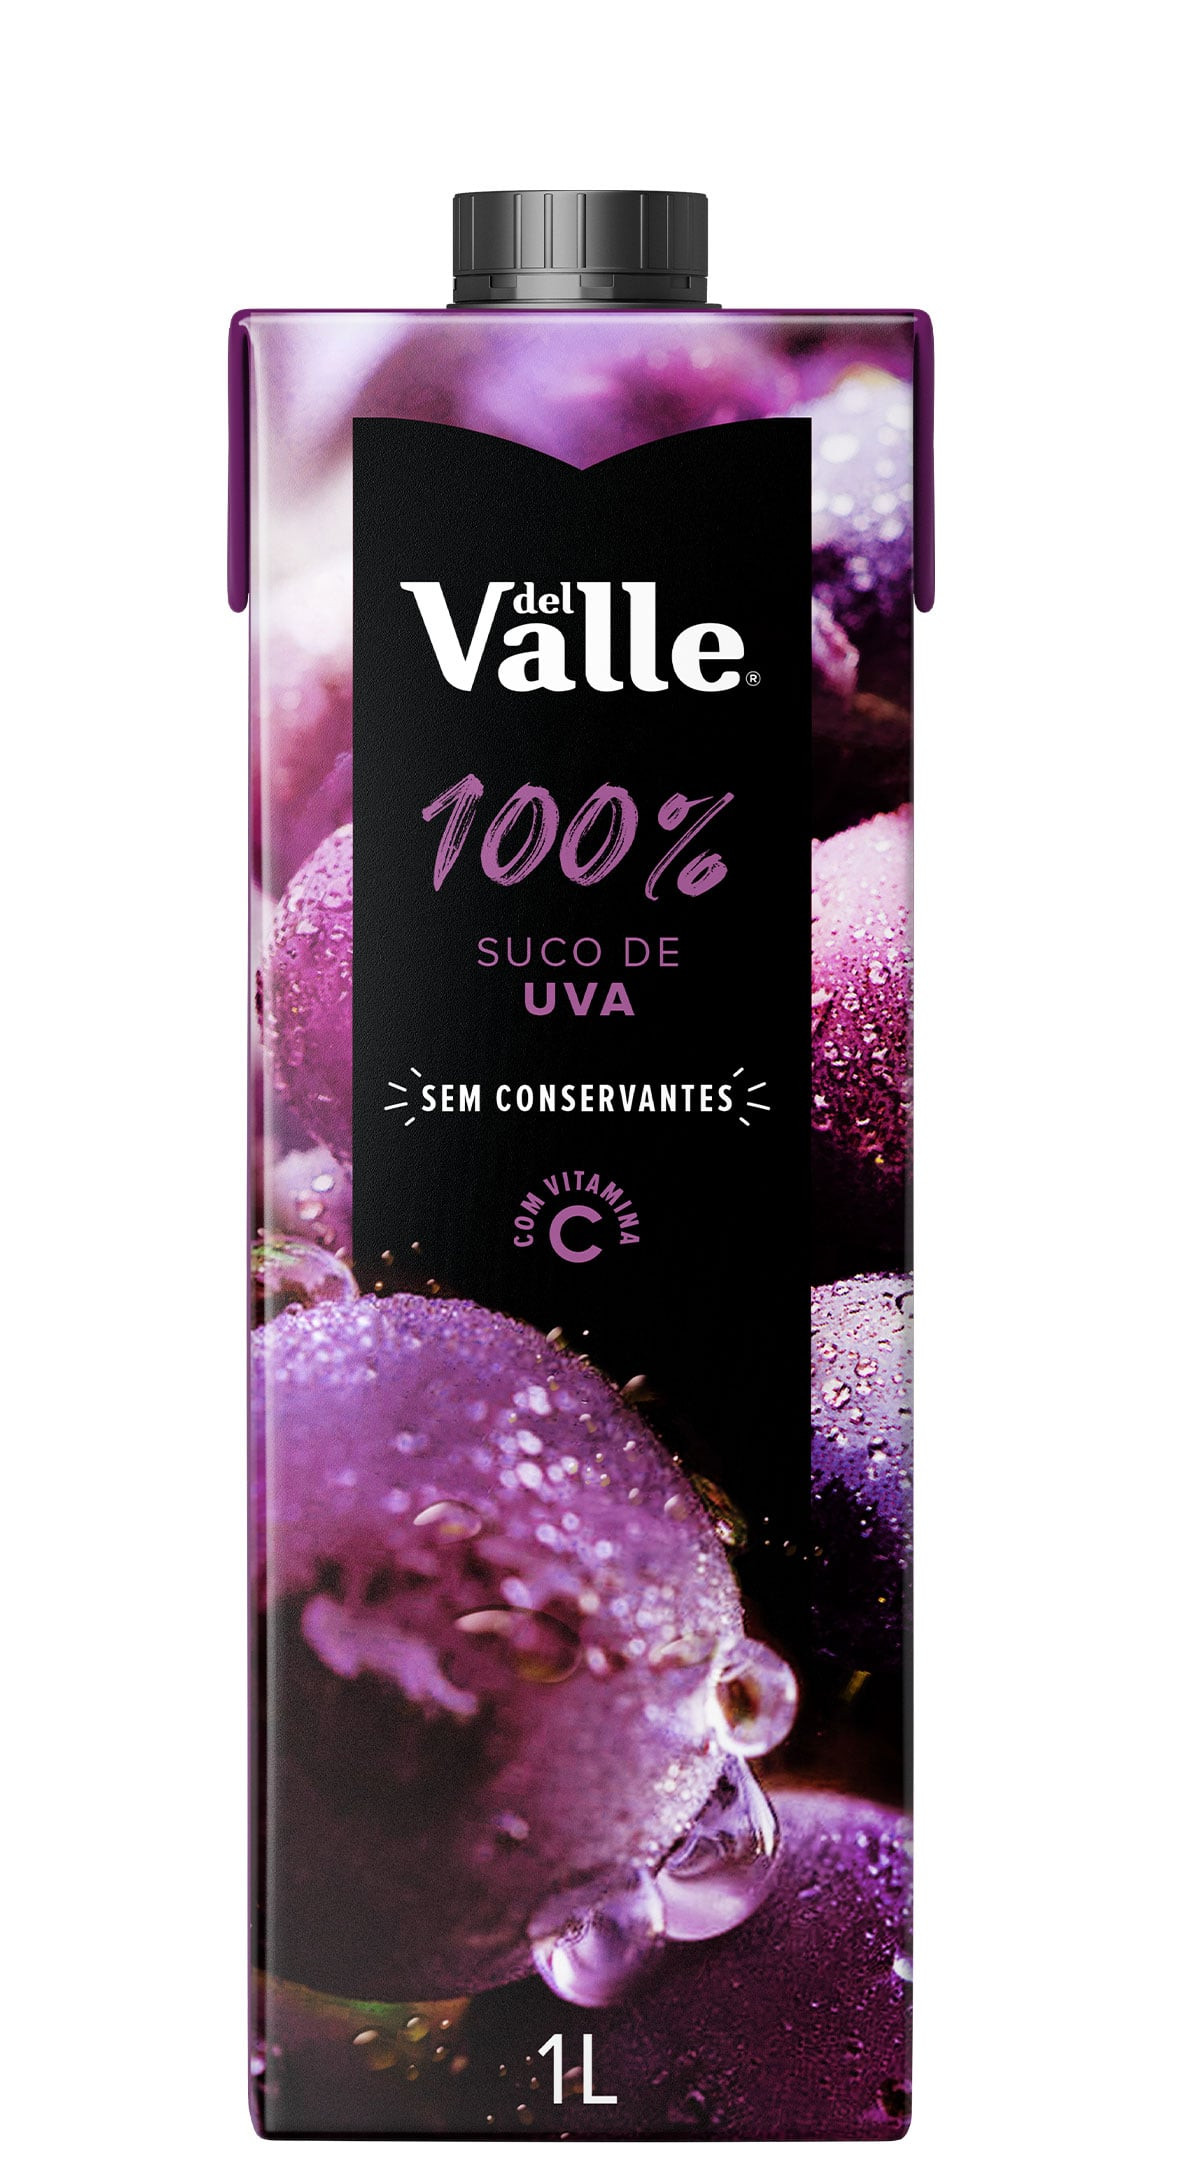 del
Valle®
100%
SUCO DE
UVA
SEM CONSERVANTES
COM VITAMINA
C
1L